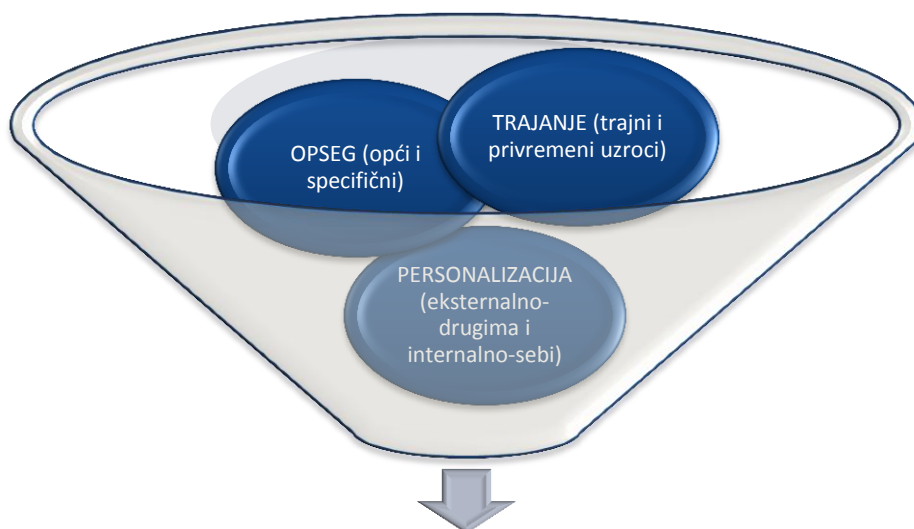 OPSEG (opći i
specifični)
TRAJANJE (trajni i
privremeni uzroci)
PERSONALIZACIJA
(eksternalno-
drugima i
internalno-sebi)